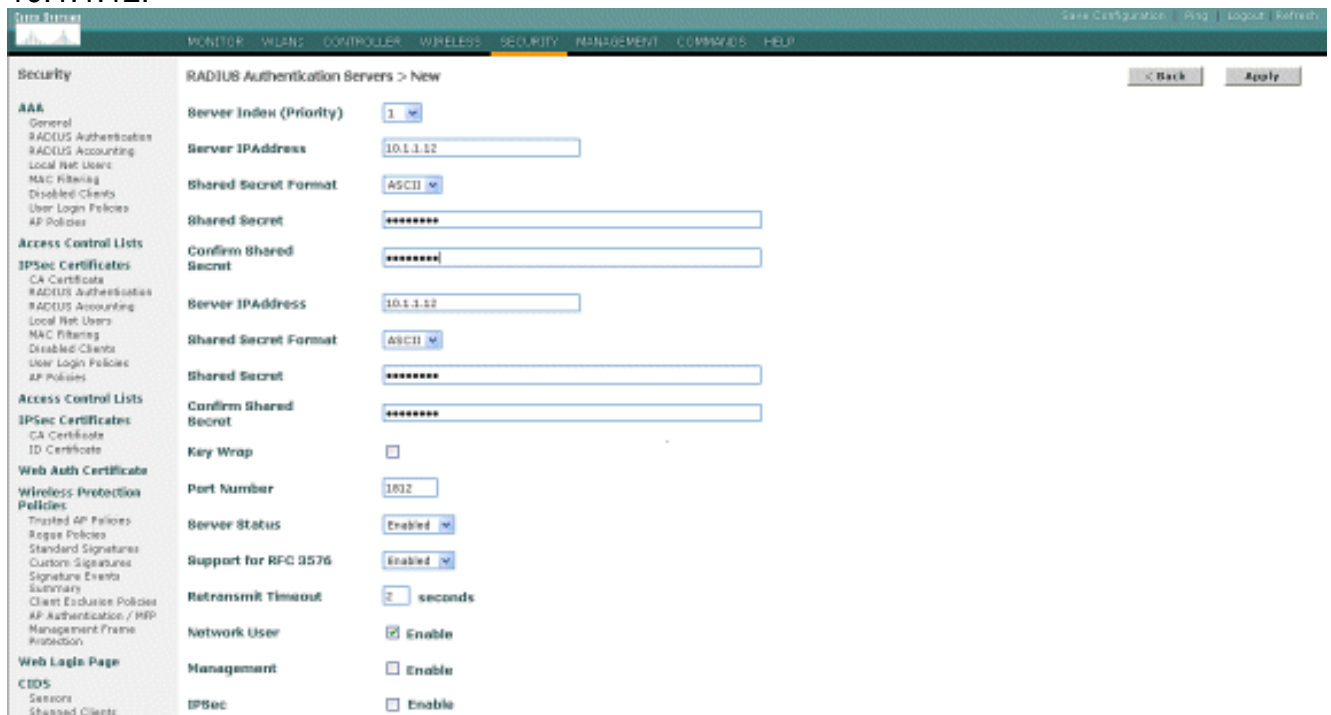 10.1.1.12.
Cisco Systems
Save Configuration | Ping | Logout | Refresh
MONITOR WLANS CONTROLLER WIRELESS SECURITY MANAGEMENT COMMANDS HELP
Security
AAA
General
RADIUS Authentication
RADIUS Accounting
Local Net Users
MAC Filtering
Disabled Clients
User Login Policies
AP Policies
Access Control Lists
IPSec Certificates
CA Certificate
RADIUS Authentication
RADIUS Accounting
Local Net Users
MAC Filtering
Disabled Clients
User Login Policies
AP Policies
Access Control Lists
IPSec Certificates
CA Certificate
ID Certificate
Web Auth Certificate
Wireless Protection
Policies
Trusted AP Policies
Rogue Policies
Standard Signatures
Custom Signatures
Signature Events
Summary
Client Exclusion Policies
AP Authentication / MFP
Management Frame
Protection
Web Login Page
CIDS
Sensors
Shunned Clients
RADIUS Authentication Servers > New
< Back
Apply
Server Index (Priority) 1
Server IPAddress 10.1.1.12
Shared Secret Format ASCII
Shared Secret ••••••••
Confirm Shared
Secret ••••••••
Server IPAddress 10.1.1.12
Shared Secret Format ASCII
Shared Secret ••••••••
Confirm Shared
Secret ••••••••
Key Wrap
Port Number 1812
Server Status Enabled
Support for RFC 3576 Enabled
Retransmit Timeout 2 seconds
Network User Enable
Management Enable
IPSec Enable